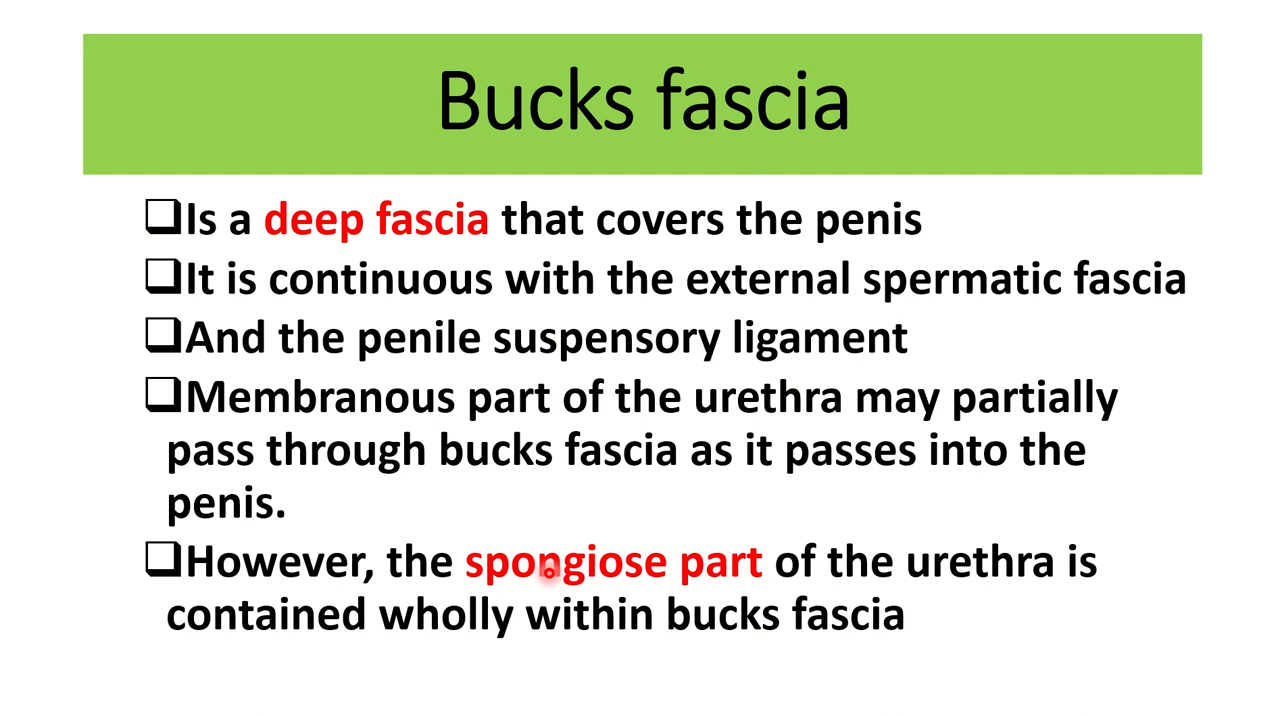 Bucks fascia
❑Is a deep fascia that covers the penis
❑It is continuous with the external spermatic fascia
❑And the penile suspensory ligament
❑Membranous part of the urethra may partially
pass through bucks fascia as it passes into the
penis.
❑However, the spongiose part of the urethra is
contained wholly within bucks fascia